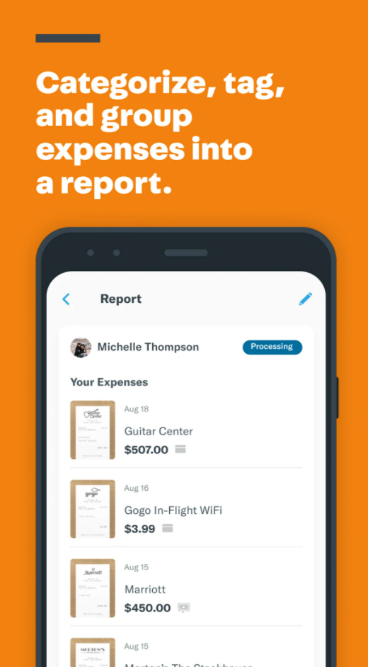 Categorize, tag,
and group
expenses into
a report.
Report
Michelle Thompson
Processing
Your Expenses
Aug 18
Guitar Center
$507.00
Aug 16
Gogo In-Flight WiFi
$3.99
Aug 15
Marriott
$450.00
Aug 15